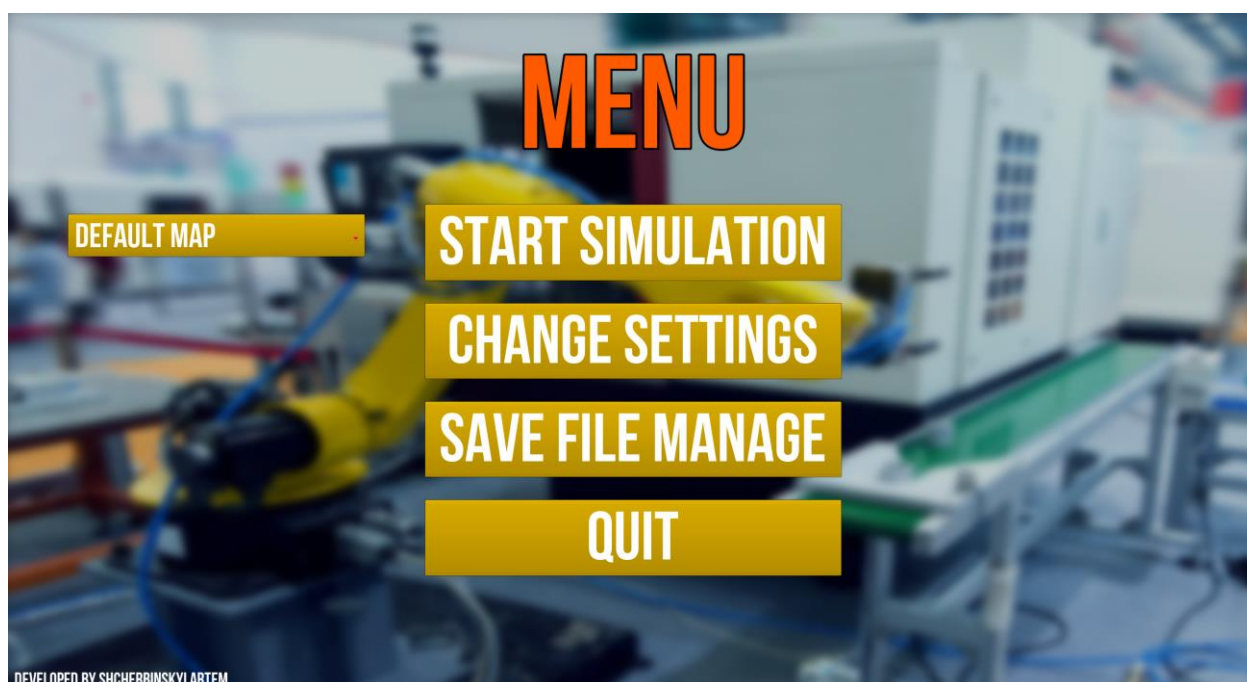 MENU
DEFAULT MAP
START SIMULATION
CHANGE SETTINGS
SAVE FILE MANAGE
QUIT
DEVELOPED BY SHCHERBINSKYI ARTEM